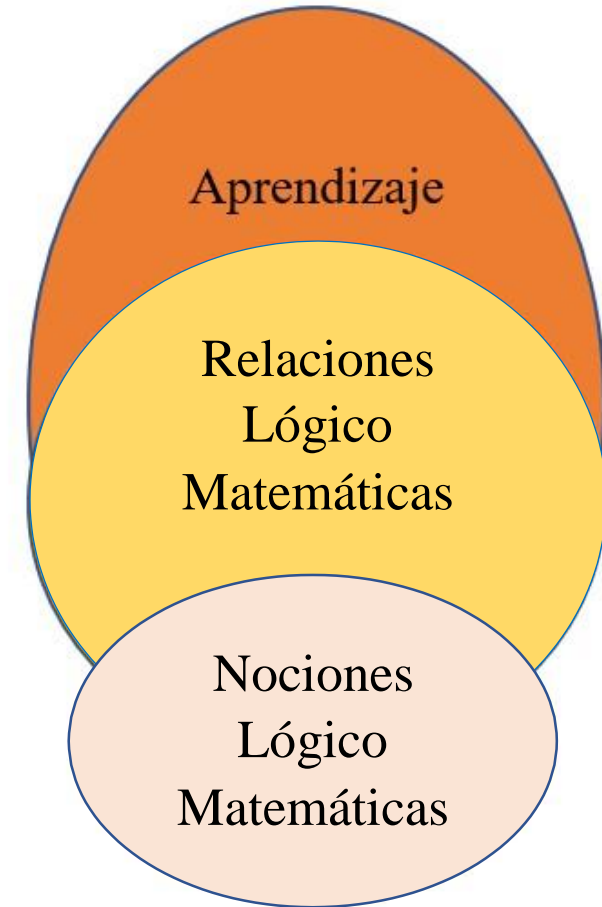 Aprendizaje
Relaciones
Lógico
Matemáticas
Nociones
Lógico
Matemáticas